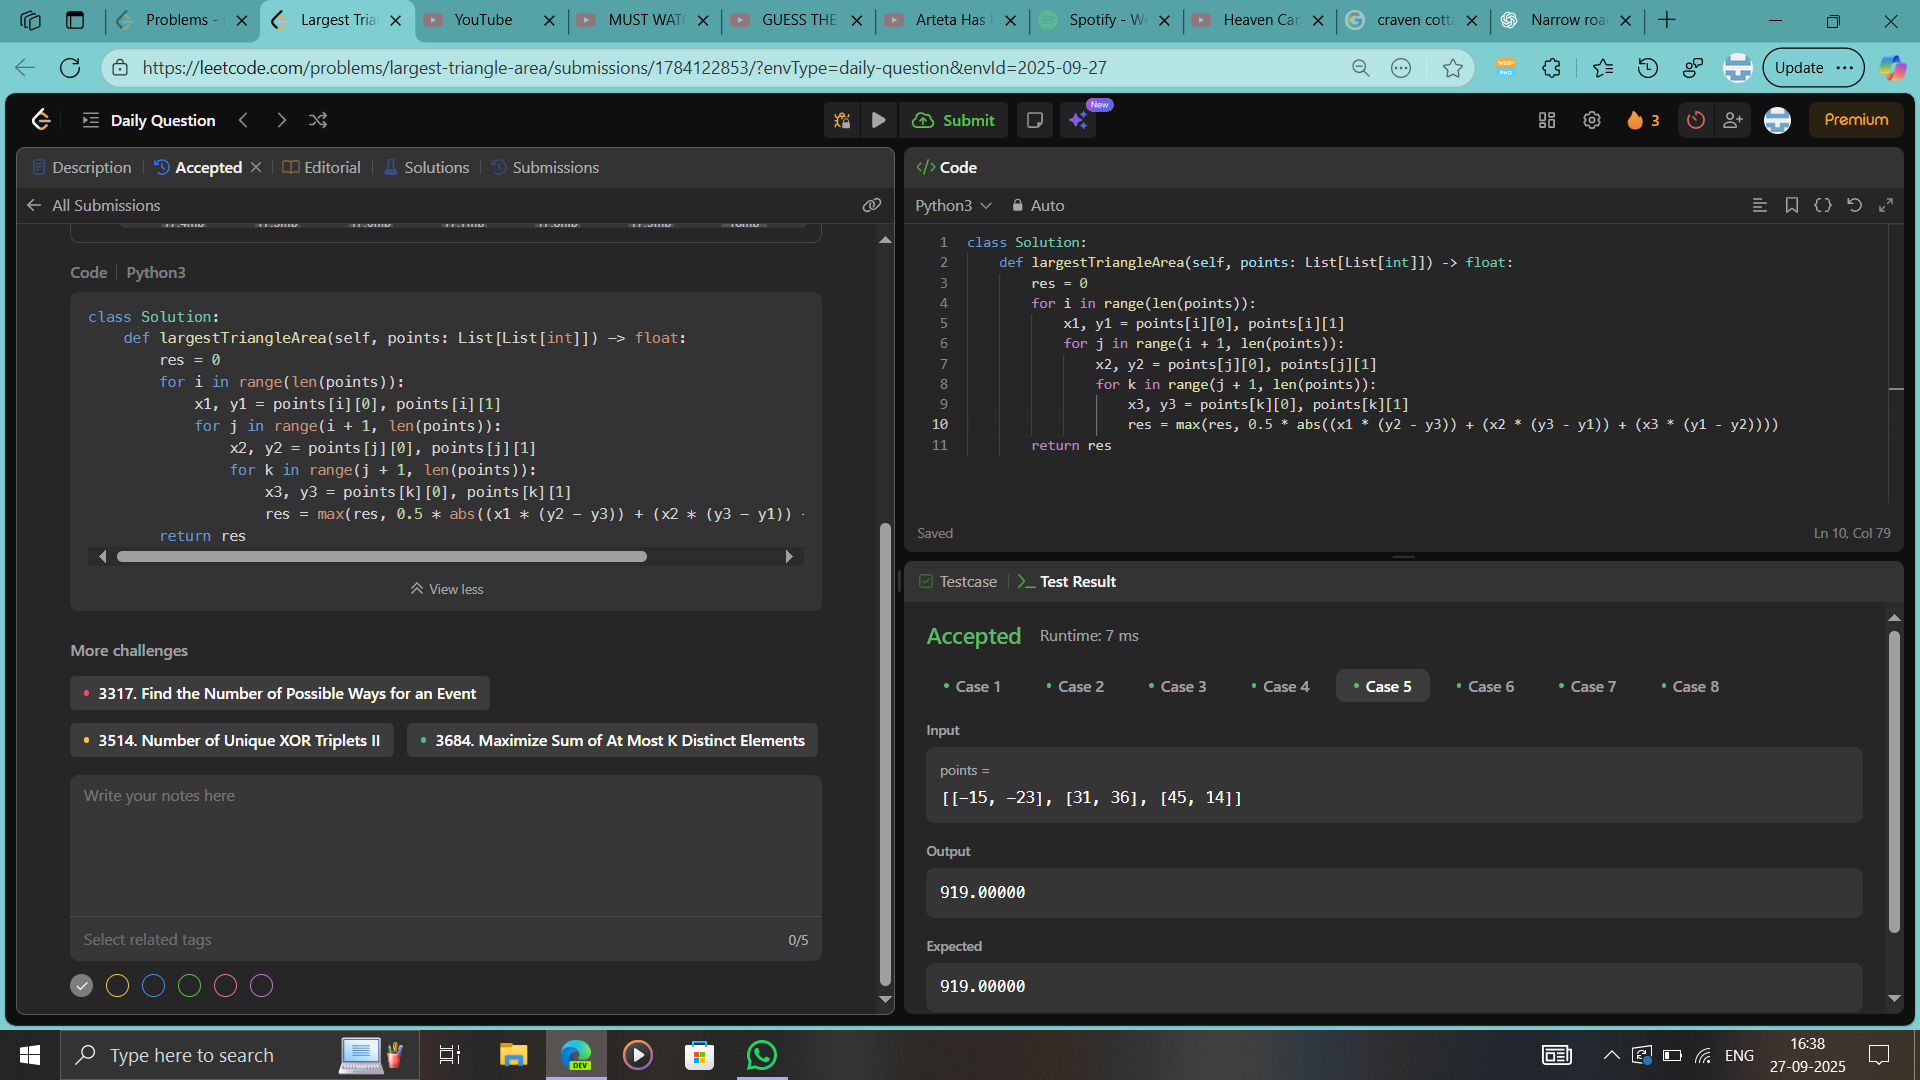 Problems -
Largest Tria
YouTube
MUST WAT
GUESS THE
Arteta Has
Spotify - We
Heaven Car
craven cotta
Narrow roa
https://leetcode.com/problems/largest-triangle-area/submissions/1784122853/?envType=daily-question&envId=2025-09-27
WEBP
PNG
Update
Daily Question
Submit
New
3
Premium
Description
Accepted
Editorial
Solutions
Submissions
All Submissions
Code
Python3
class Solution:
    def largestTriangleArea(self, points: List[List[int]]) -> float:
        res = 0
        for i in range(len(points)):
            x1, y1 = points[i][0], points[i][1]
            for j in range(i + 1, len(points)):
                x2, y2 = points[j][0], points[j][1]
                for k in range(j + 1, len(points)):
                    x3, y3 = points[k][0], points[k][1]
                    res = max(res, 0.5 * abs((x1 * (y2 - y3)) + (x2 * (y3 - y1))
        return res
View less
More challenges
3317. Find the Number of Possible Ways for an Event
3514. Number of Unique XOR Triplets II
3684. Maximize Sum of At Most K Distinct Elements
Write your notes here
Select related tags
0/5
</> Code
Python3
Auto
1 class Solution:
2     def largestTriangleArea(self, points: List[List[int]]) -> float:
3         res = 0
4         for i in range(len(points)):
5             x1, y1 = points[i][0], points[i][1]
6             for j in range(i + 1, len(points)):
7                 x2, y2 = points[j][0], points[j][1]
8                 for k in range(j + 1, len(points)):
9                     x3, y3 = points[k][0], points[k][1]
10                     res = max(res, 0.5 * abs((x1 * (y2 - y3)) + (x2 * (y3 - y1)) + (x3 * (y1 - y2))))
11         return res
Saved
Ln 10, Col 79
Testcase
Test Result
Accepted
Runtime: 7 ms
Case 1
Case 2
Case 3
Case 4
Case 5
Case 6
Case 7
Case 8
Input
points =
[[-15, -23], [31, 36], [45, 14]]
Output
919.00000
Expected
919.00000
Type here to search
DEV
ENG
16:38
27-09-2025